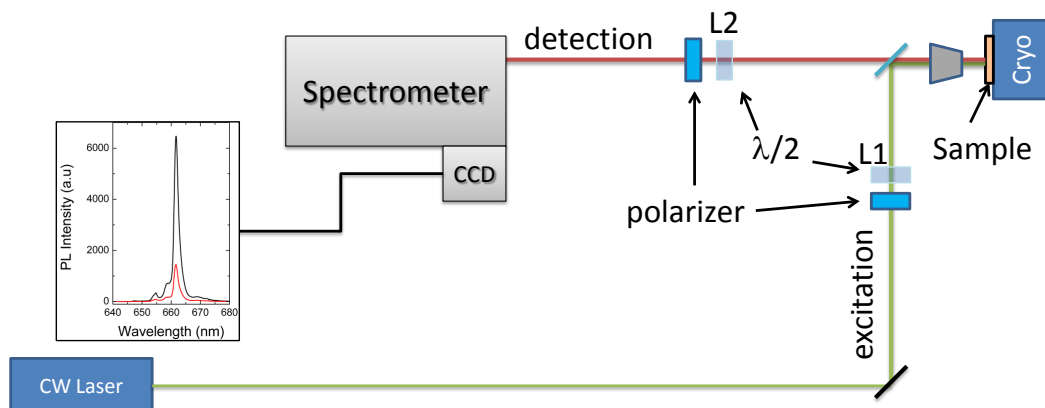 L2
detection
Cryo
Spectrometer
Sample
λ/2
L1
CCD
polarizer
6000
4000
2000
0
PL Intensity (a.u)
640 650 660 670 680
Wavelength (nm)
excitation
CW Laser